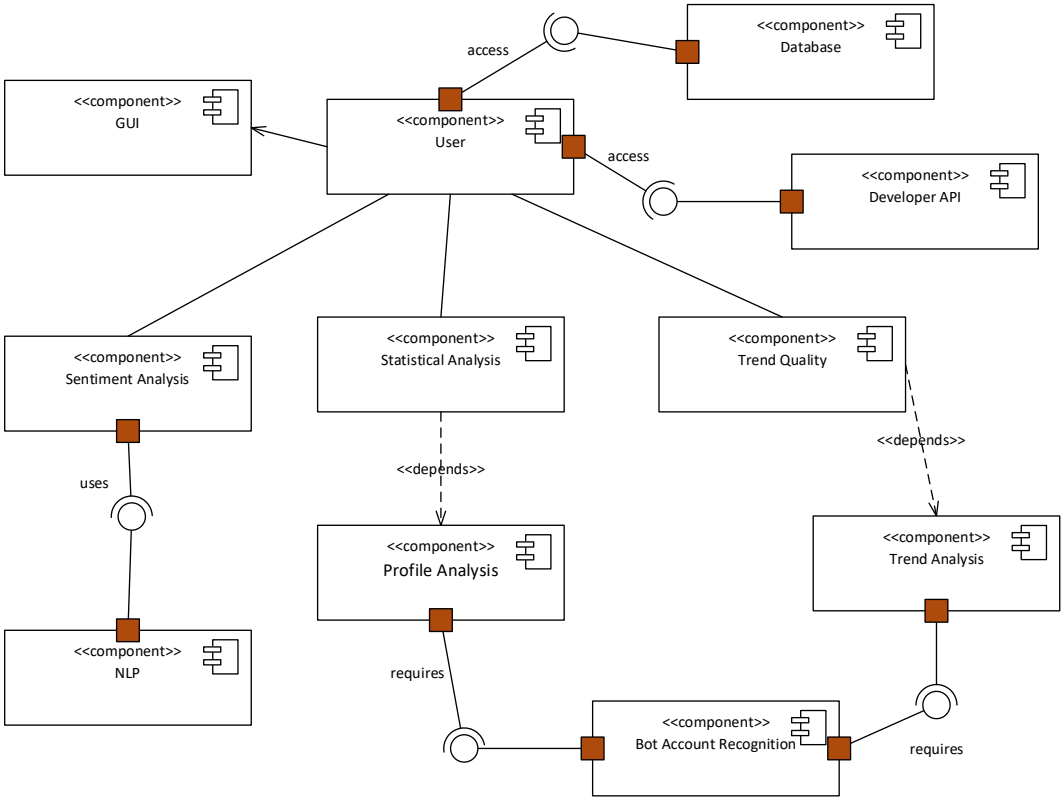 <<component>>
Database
access
<<component>>
GUI
<<component>>
User
access
<<component>>
Developer API
<<component>>
Sentiment Analysis
<<component>>
Statistical Analysis
<<component>>
Trend Quality
<<depends>>
<<depends>>
uses
<<component>>
Profile Analysis
<<component>>
Trend Analysis
<<component>>
NLP
requires
<<component>>
Bot Account Recognition
requires